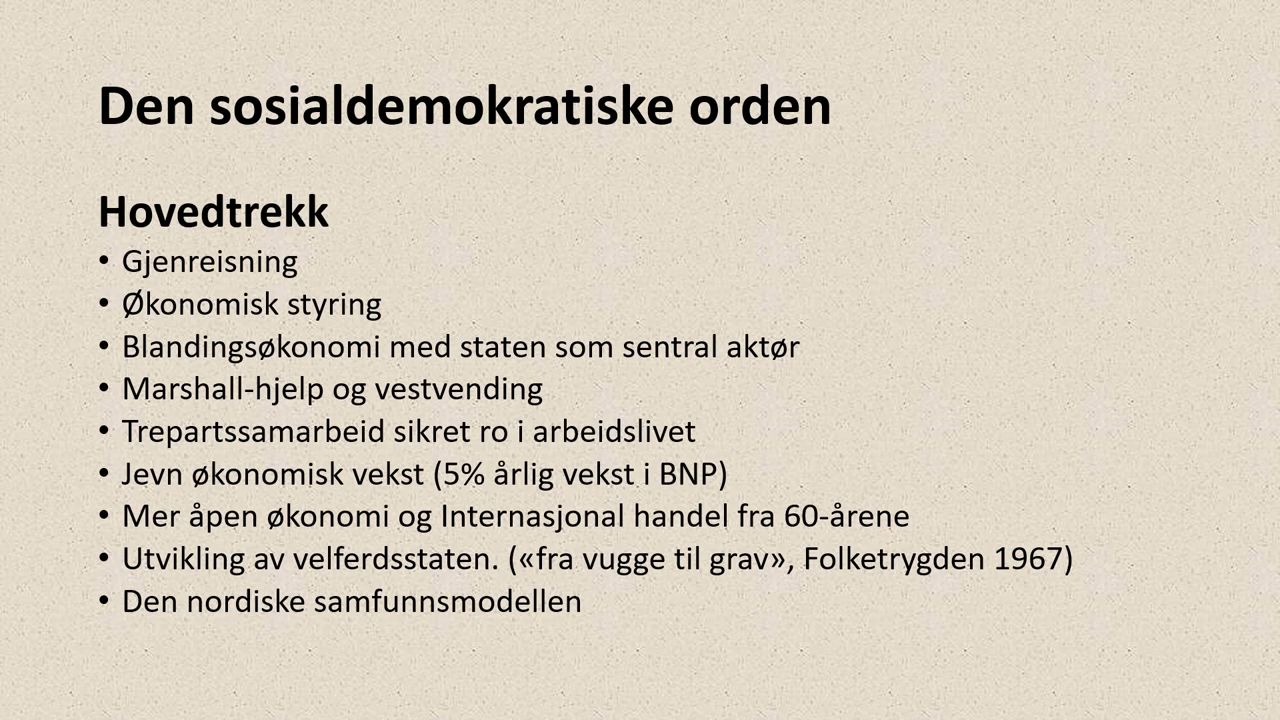 Den sosialdemokratiske orden
Hovedtrekk
• Gjenreisning
• Økonomisk styring
• Blandingsøkonomi med staten som sentral aktør
• Marshall-hjelp og vestvending
• Trepartssamarbeid sikret ro i arbeidslivet
• Jevn økonomisk vekst (5% årlig vekst i BNP)
• Mer åpen økonomi og Internasjonal handel fra 60-årene
• Utvikling av velferdsstaten. («fra vugge til grav», Folketrygden 1967)
• Den nordiske samfunnsmodellen